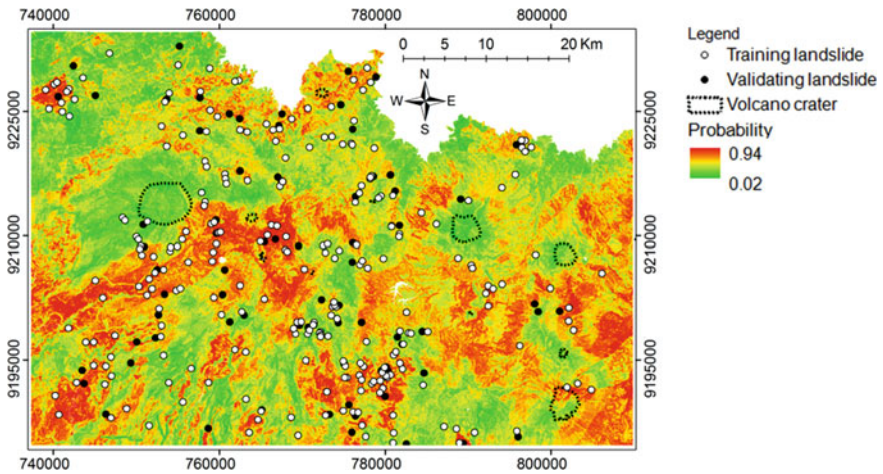 740000 760000 780000 800000
0 5 10 20 Km
N
W E
S
9225000 9225000
9210000 9210000
9195000 9195000
740000 760000 780000 800000
Legend
Training landslide
Validating landslide
Volcano crater
Probability
0.94
0.02